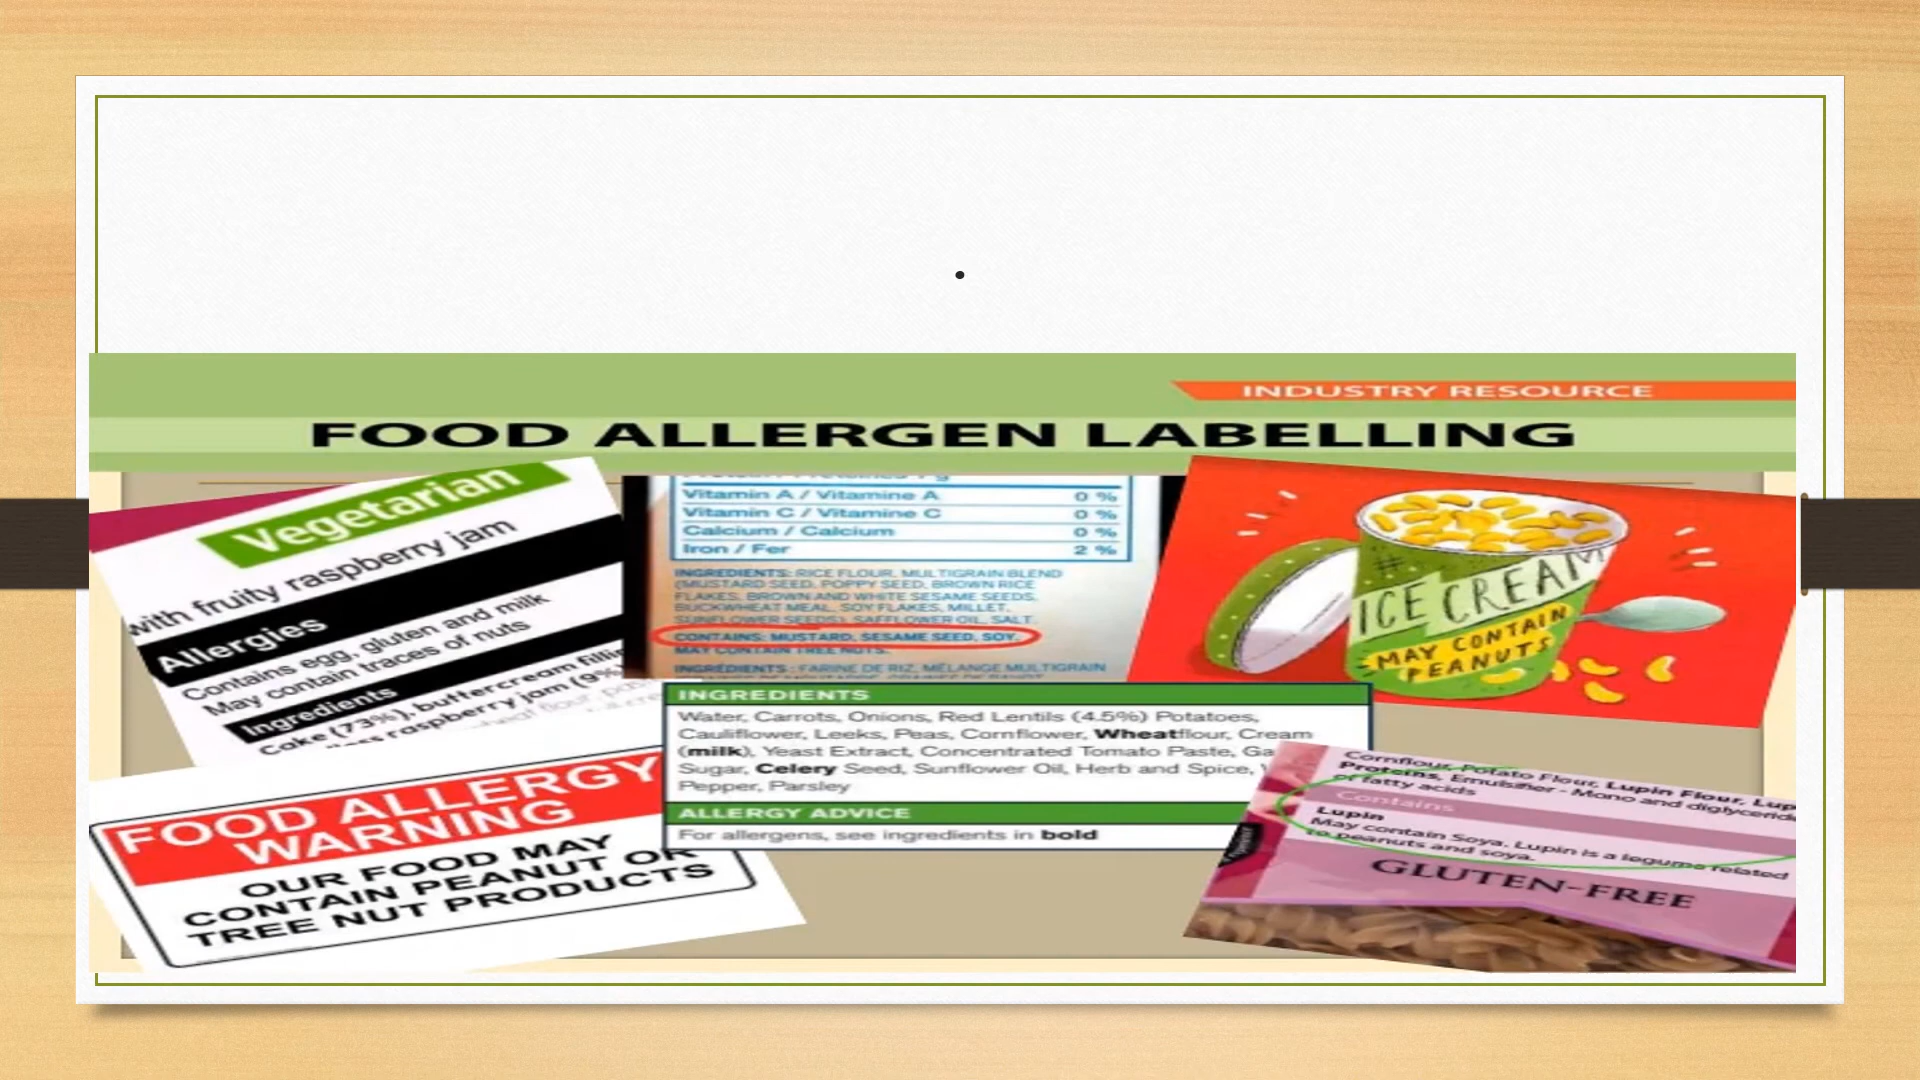 .
INDUSTRY RESOURCE
FOOD ALLERGEN LABELLING
Vegetarian
with fruity raspberry jam
Allergies
Contains egg, gluten and milk
May contain traces of nuts
Ingredients
Cake (73%), buttercream
raspberry jam (9%)
Vitamin A / Vitamine A 0 %
Vitamin C / Vitamine C 0 %
Calcium / Calcium 0 %
Iron / Fer 2 %
INGREDIENTS: RICE FLOUR, MULTIGRAIN BLEND
(MUSTARD SEED, POPPY SEED, BROWN RICE
FLAKES, BROWN AND WHITE SESAME SEEDS,
BUCKWHEAT MEAL, SOY FLAKES, MILLET,
SUNFLOWER SEEDS), SAFFLOWER OIL, SALT.
CONTAINS: MUSTARD, SESAME SEED, SOY.
MAY CONTAIN TREE NUTS.
INGRÉDIENTS : FARINE DE RIZ, MÉLANGE MULTIGRAIN
ICE CREAM
MAY CONTAIN
PEANUTS
INGREDIENTS
Water, Carrots, Onions, Red Lentils (4.5%) Potatoes,
Cauliflower, Leeks, Peas, Cornflower, Wheatflour, Cream
(milk), Yeast Extract, Concentrated Tomato Paste,
Sugar, Celery Seed, Sunflower Oil, Herb and Spice,
Pepper, Parsley
ALLERGY ADVICE
For allergens, see ingredients in bold
FOOD ALLERGY
WARNING
OUR FOOD MAY
CONTAIN PEANUT OR
TREE NUT PRODUCTS
Cornflour, Potato Flour, Lupin Flour,
Proteins, Emulsifier - Mono and
of fatty acids
Contains
Lupin
May contain Soya. Lupin is a legume related
to peanuts and soya.
GLUTEN-FREE